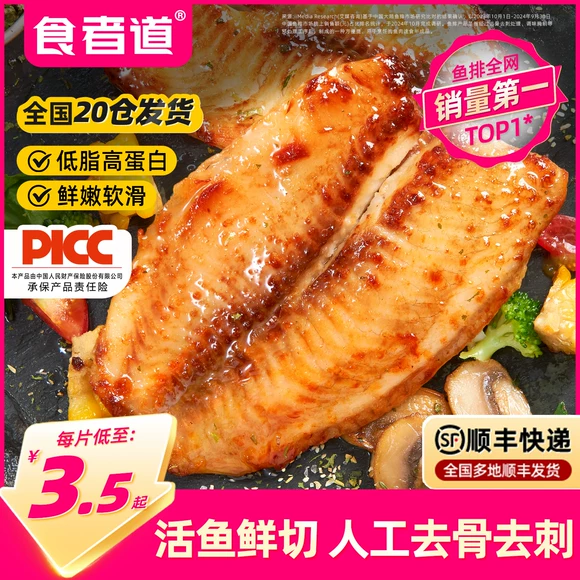 食者道®
鱼排全网
销量第一
TOP1*
全国20仓发货
低脂高蛋白
鲜嫩软滑
PICC
本产品由中国人民财产保险股份有限公司
承保产品责任险
每片低至:
¥3.5起
SF 顺丰快递
全国多地顺丰发货
活鱼鲜切 人工去骨去刺